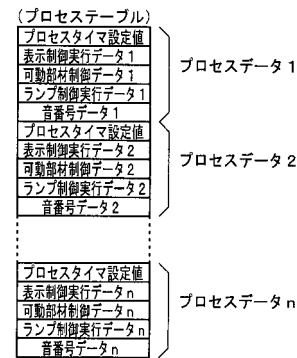 (プロセステーブル)
プロセスタイマ設定値
表示制御実行データ1
可動部材制御データ1
ランプ制御実行データ1
音番号データ1
プロセスデータ1
プロセスタイマ設定値
表示制御実行データ2
可動部材制御データ2
ランプ制御実行データ2
音番号データ2
プロセスデータ2
プロセスタイマ設定値
表示制御実行データn
可動部材制御データn
ランプ制御実行データn
音番号データn
プロセスデータn